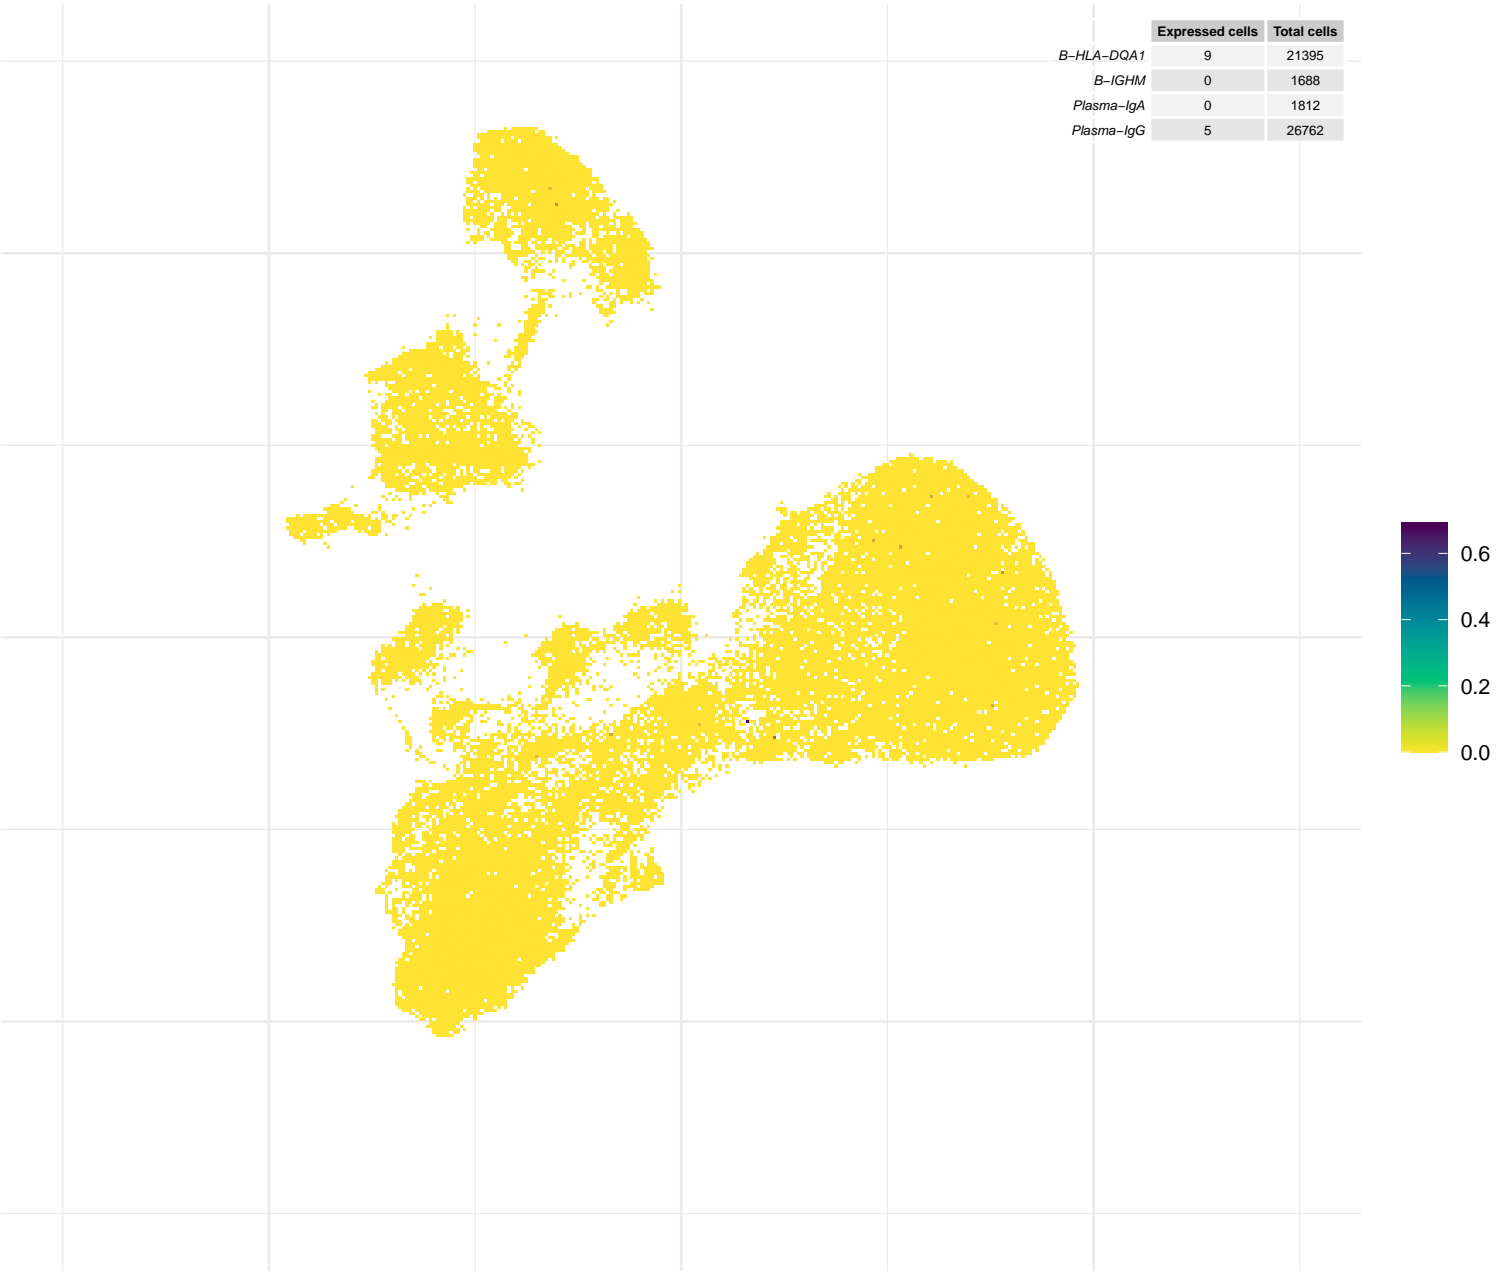 Expressed cells Total cells
B-HLA-DQA1 9 21395
B-IGHM 0 1688
Plasma-IgA 0 1812
Plasma-IgG 5 26762
0.6
0.4
0.2
0.0